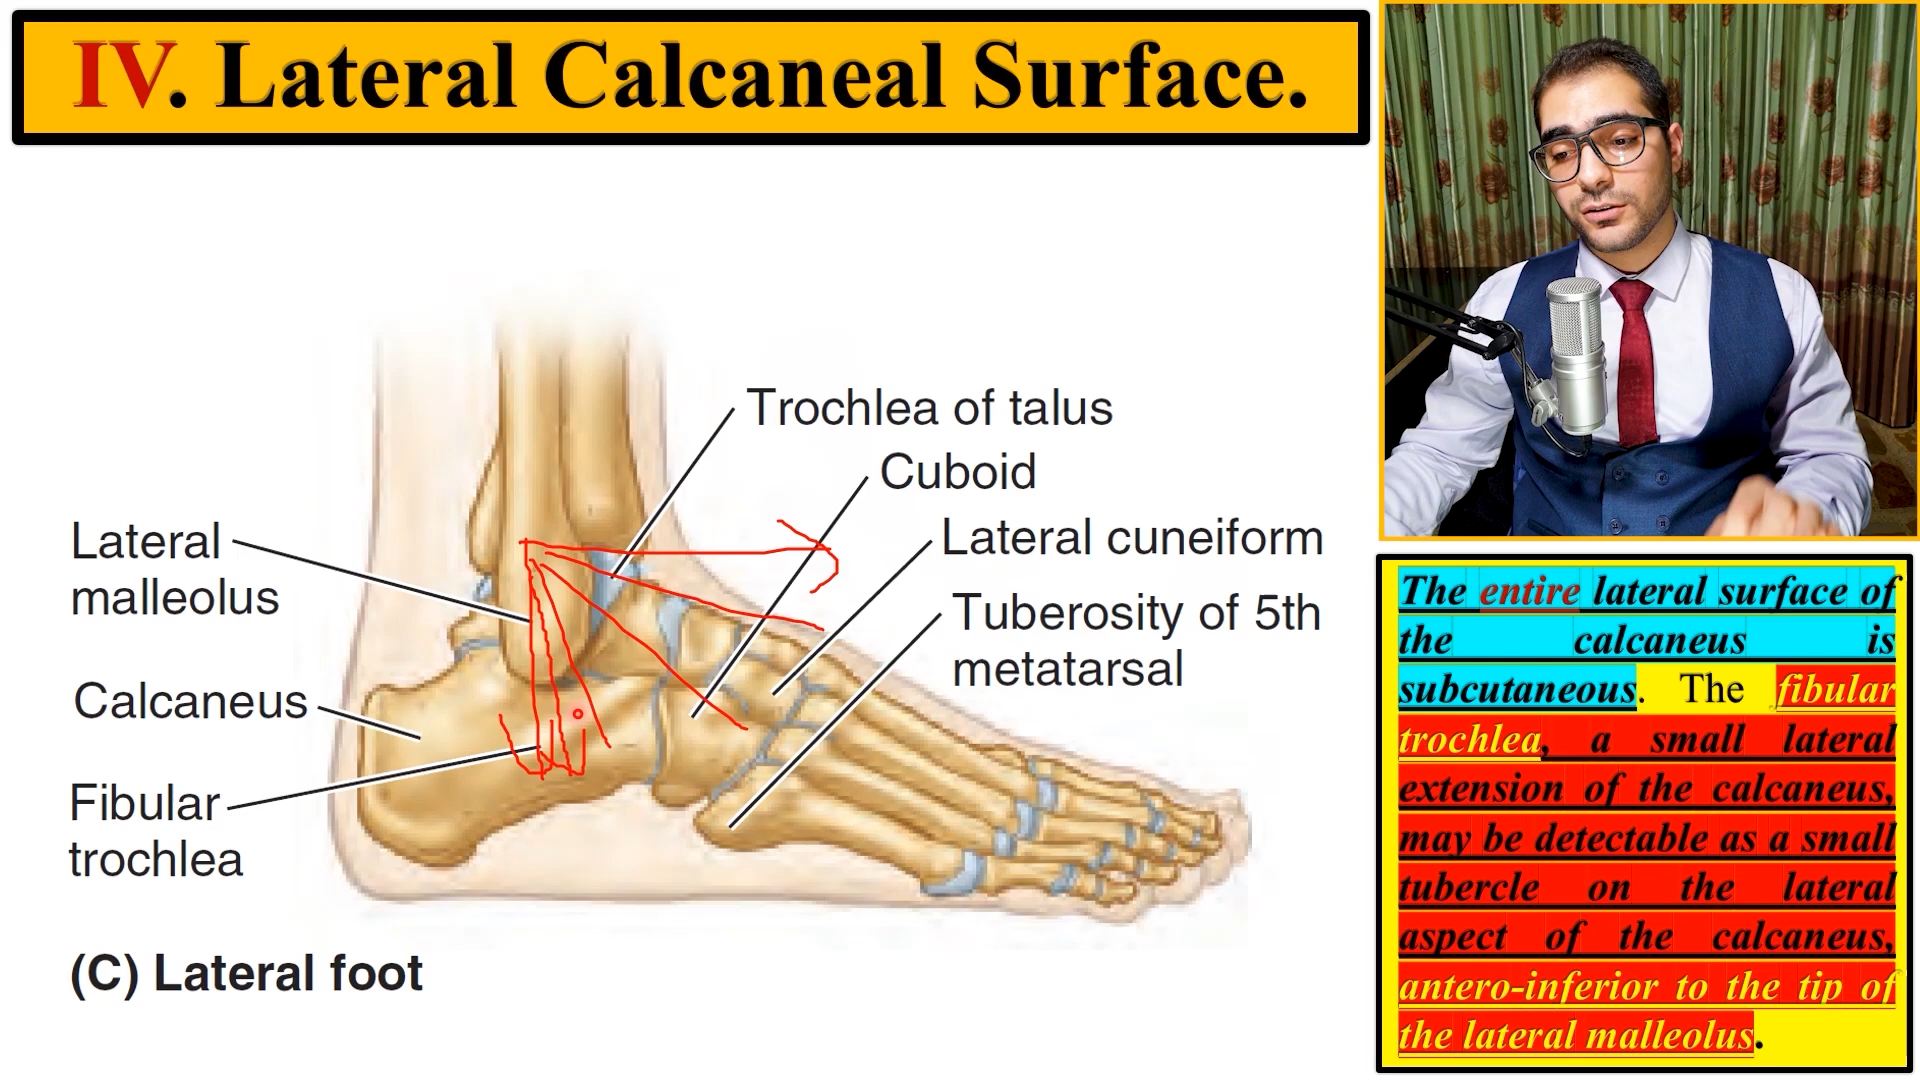 IV. Lateral Calcaneal Surface.
Trochlea of talus
Cuboid
Lateral cuneiform
Tuberosity of 5th
metatarsal
Lateral
malleolus
Calcaneus
Fibular
trochlea
(C) Lateral foot
The entire lateral surface of
the calcaneus is
subcutaneous. The fibular
trochlea, a small lateral
extension of the calcaneus,
may be detectable as a small
tubercle on the lateral
aspect of the calcaneus,
antero-inferior to the tip of
the lateral malleolus.